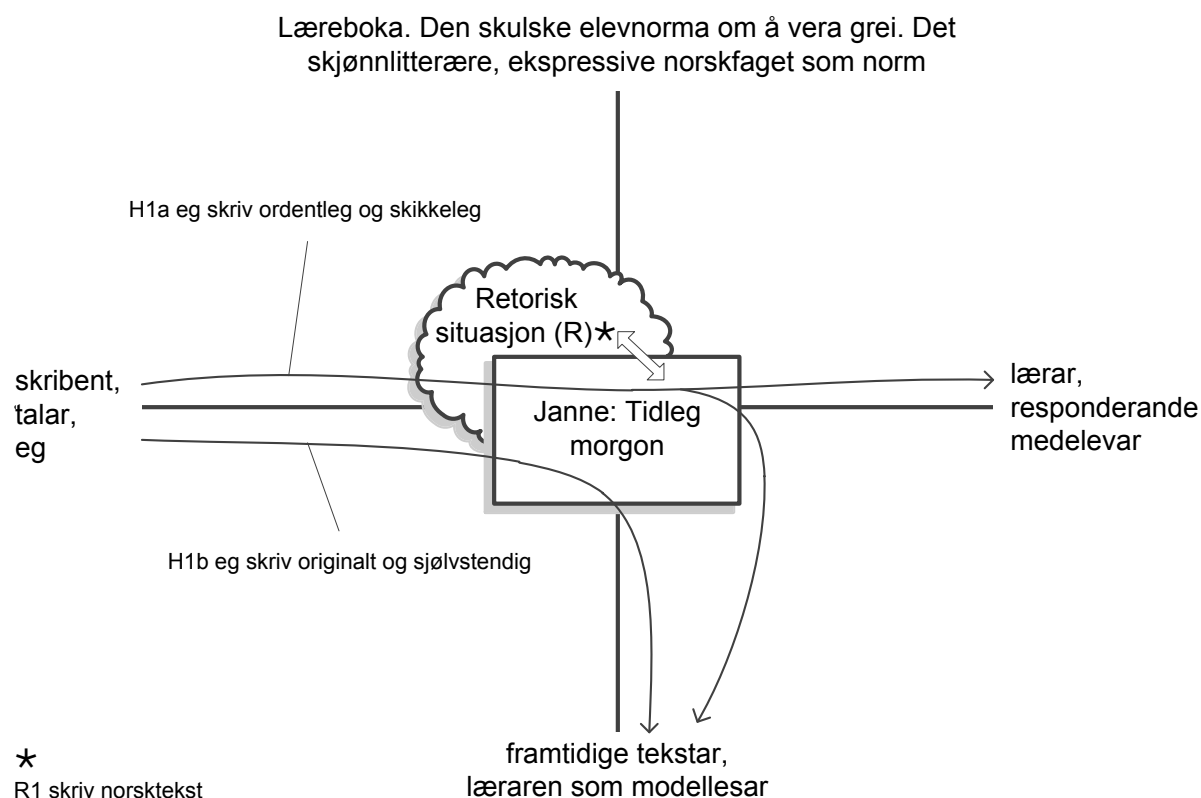 Læreboka. Den skulske elevnorma om å vera grei. Det
skjønnlitterære, ekspressive norskfaget som norm
H1a eg skriv ordentleg og skikkeleg
Retorisk
situasjon (R)★
skribent,
talar,
eg
Janne: Tidleg
morgon
lærar,
responderande
medelevar
H1b eg skriv originalt og sjølvstendig
framtidige tekstar,
læraren som modellesar
★
R1 skriv norsktekst